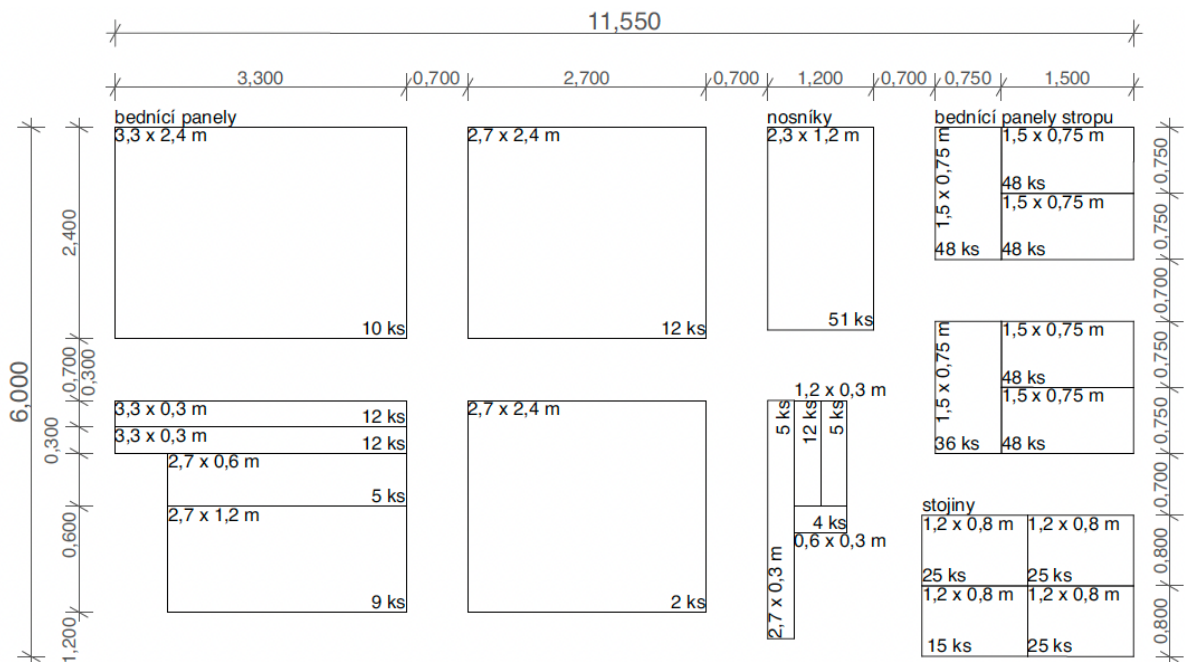 11,550
3,300
0,700
2,700
0,700
1,200
0,700
0,750
1,500
bednící panely
3,3 x 2,4 m
10 ks
2,7 x 2,4 m
12 ks
nosníky
2,3 x 1,2 m
51 ks
bednící panely stropu
1,5 x 0,75 m
48 ks
1,5 x 0,75 m
48 ks
1,5 x 0,75 m
48 ks
6,000
2,400
0,700
0,300
0,300
0,600
1,200
3,3 x 0,3 m
12 ks
3,3 x 0,3 m
12 ks
2,7 x 0,6 m
5 ks
2,7 x 1,2 m
9 ks
2,7 x 2,4 m
2 ks
1,2 x 0,3 m
5 ks
12 ks
5 ks
4 ks
0,6 x 0,3 m
2,7 x 0,3 m
1,5 x 0,75 m
36 ks
1,5 x 0,75 m
48 ks
1,5 x 0,75 m
48 ks
stojiny
1,2 x 0,8 m
25 ks
1,2 x 0,8 m
25 ks
1,2 x 0,8 m
15 ks
1,2 x 0,8 m
25 ks
0,750
0,750
0,700
0,750
0,750
0,700
0,800
0,800